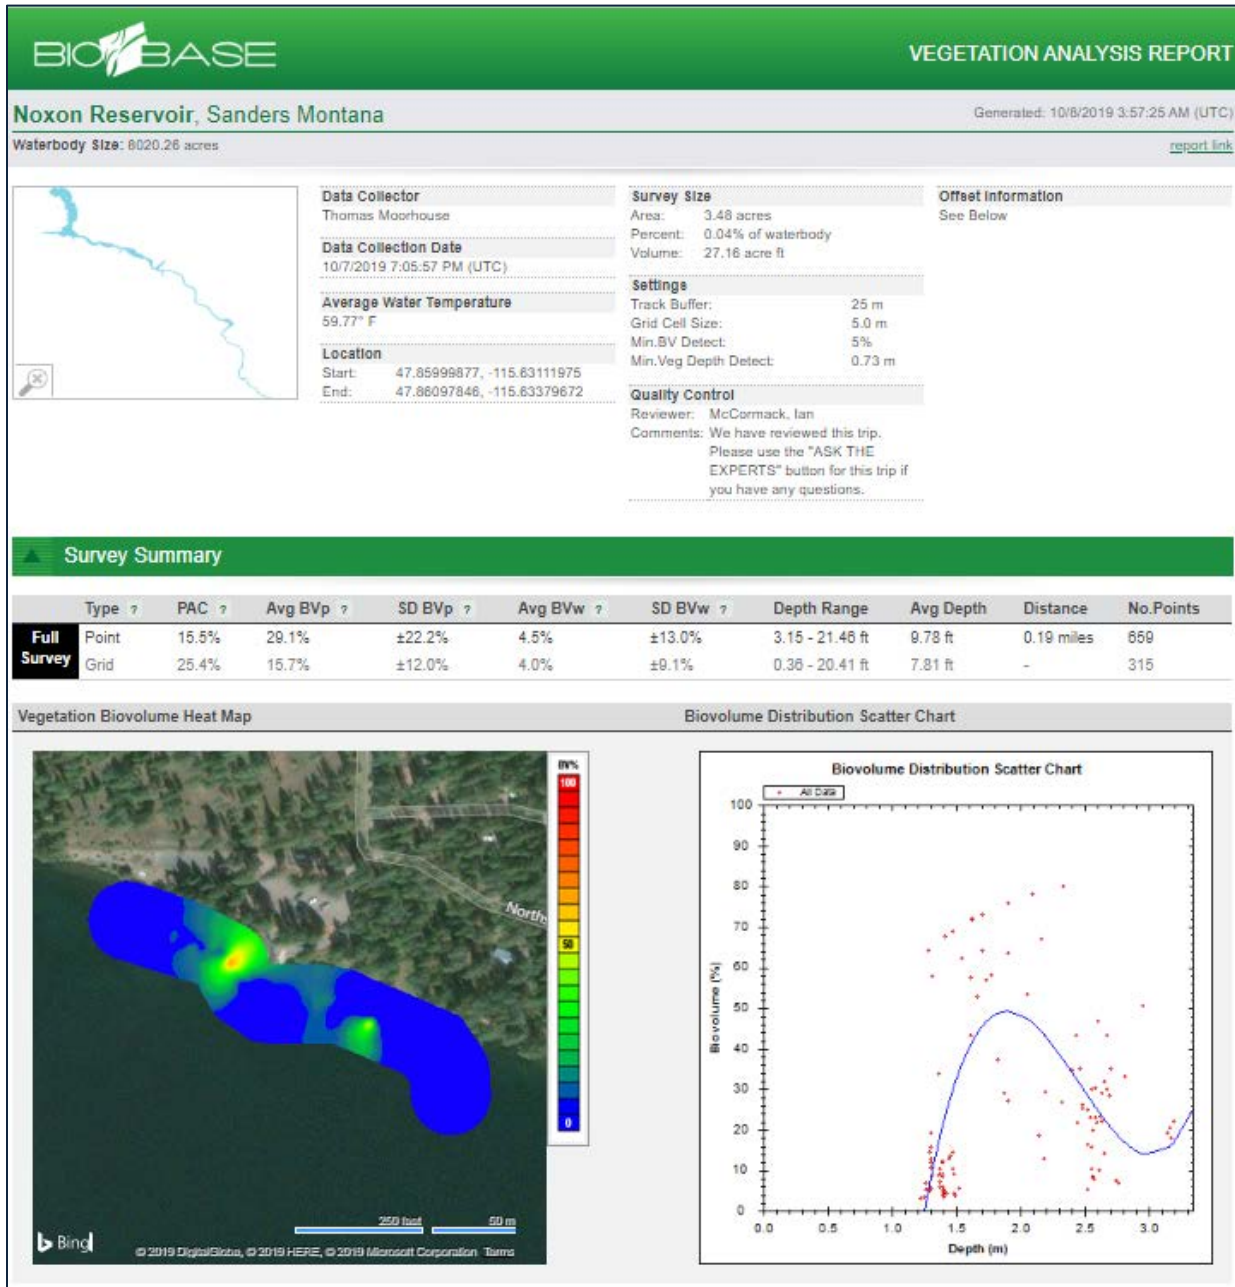 BIOBASE
VEGETATION ANALYSIS REPORT
Noxon Reservoir, Sanders Montana
Generated: 10/8/2019 3:57:25 AM (UTC)
Waterbody Size: 8020.26 acres
report link
Data Collector
Thomas Moorhouse
Data Collection Date
10/7/2019 7:05:57 PM (UTC)
Average Water Temperature
59.77° F
Location
Start: 47.85999877, -115.63111975
End: 47.86097846, -115.63379672
Survey Size
Area: 3.48 acres
Percent: 0.04% of waterbody
Volume: 27.16 acre ft
Settings
Track Buffer: 25 m
Grid Cell Size: 5.0 m
Min.BV Detect: 5%
Min.Veg Depth Detect: 0.73 m
Quality Control
Reviewer: McCormack, Ian
Comments: We have reviewed this trip.
Please use the "ASK THE
EXPERTS" button for this trip if
you have any questions.
Offset Information
See Below
Survey Summary
Type ? PAC ? Avg BVp ? SD BVp ? Avg BVw ? SD BVw ? Depth Range Avg Depth Distance No.Points
Full Survey
Point 15.5% 29.1% ±22.2% 4.5% ±13.0% 3.15 - 21.46 ft 9.78 ft 0.19 miles 659
Grid 25.4% 15.7% ±12.0% 4.0% ±9.1% 0.36 - 20.41 ft 7.81 ft - 315
Vegetation Biovolume Heat Map
Biovolume Distribution Scatter Chart
BV%
100
50
0
Norths
250 feet 50 m
Bing
© 2019 DigitalGlobe, © 2019 HERE, © 2019 Microsoft Corporation Terms
Biovolume Distribution Scatter Chart
All Data
Biovolume (%)
100
90
80
70
60
50
40
30
20
10
0
0.0 0.5 1.0 1.5 2.0 2.5 3.0
Depth (m)